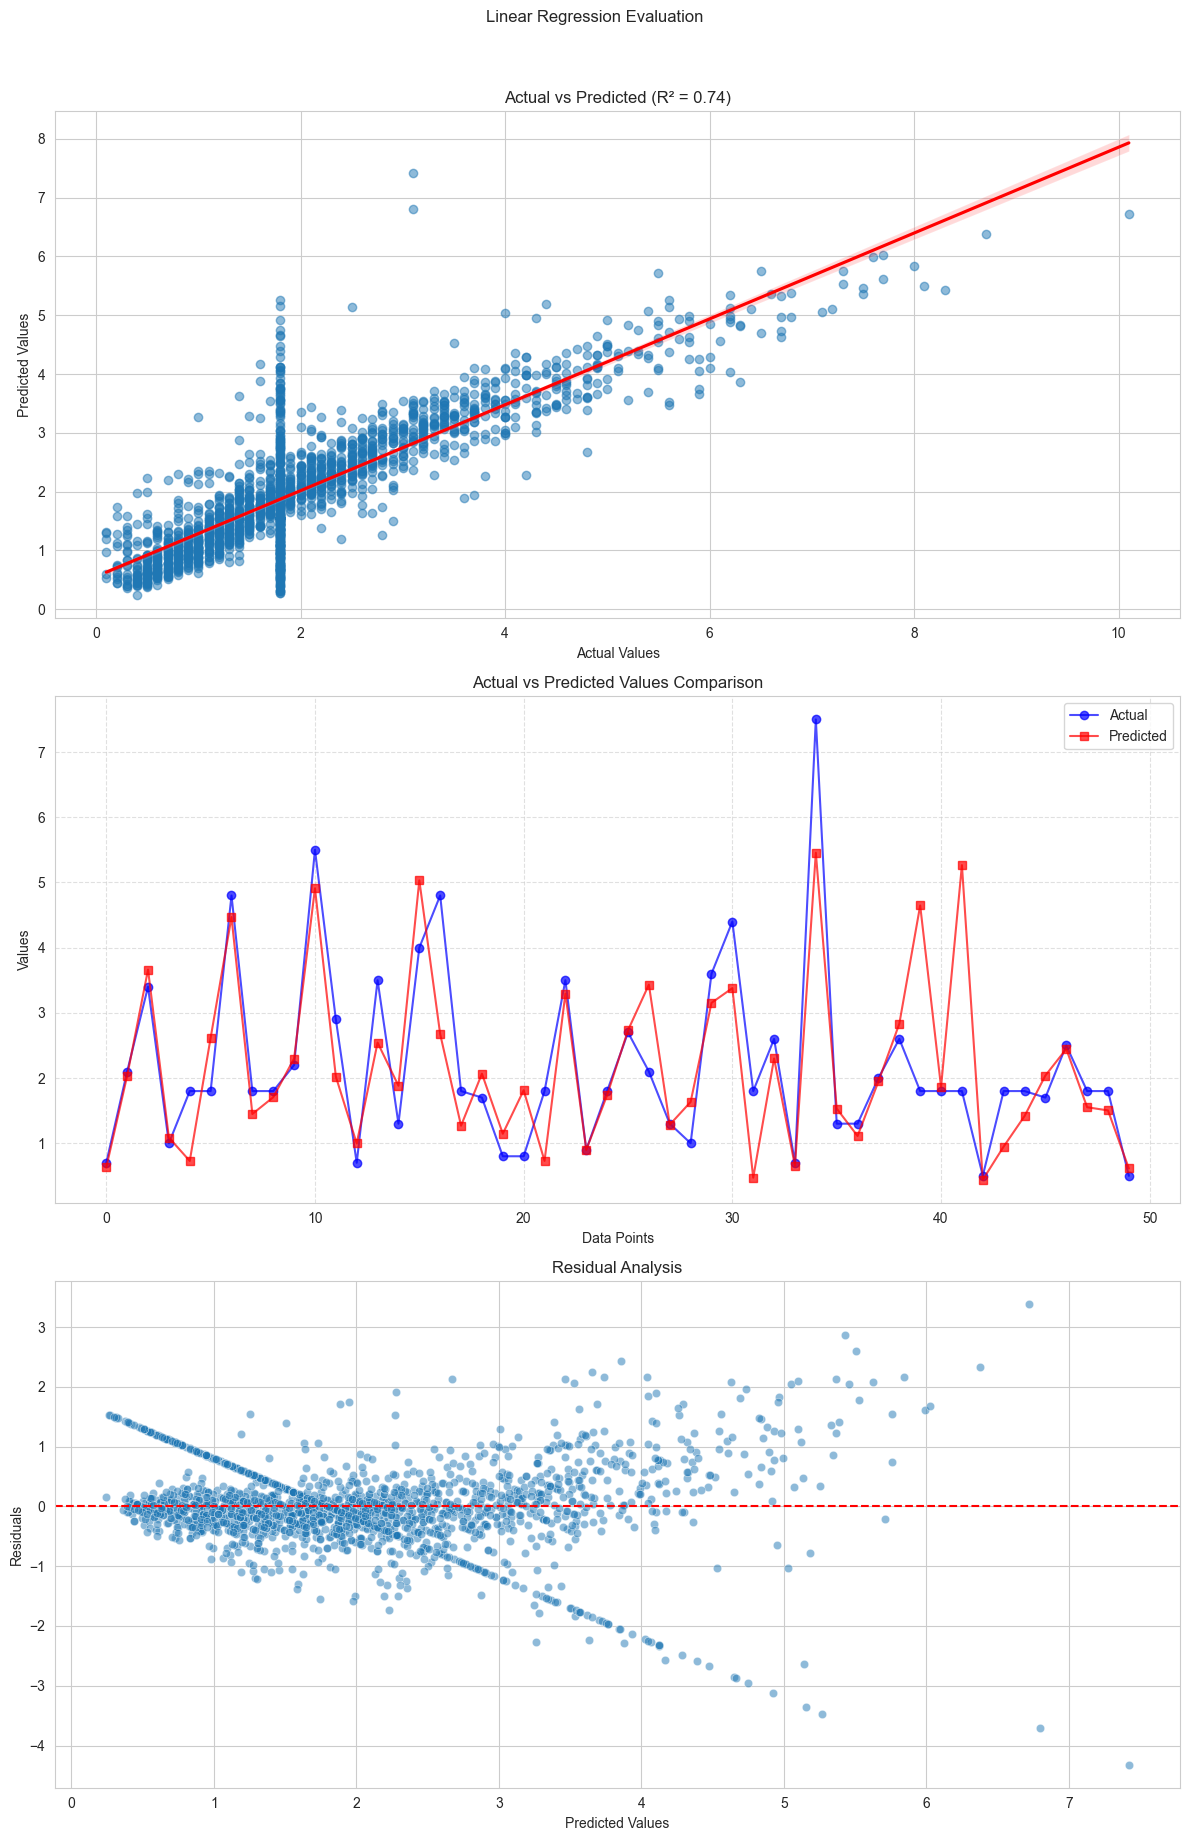 Linear Regression Evaluation
Actual vs Predicted (R² = 0.74)
8
7
6
5
4
3
2
1
0
Predicted Values
0 2 4 6 8 10
Actual Values
Actual vs Predicted Values Comparison
Actual
Predicted
7
6
5
4
3
2
1
Values
0 10 20 30 40 50
Data Points
Residual Analysis
3
2
1
0
−1
−2
−3
−4
Residuals
0 1 2 3 4 5 6 7
Predicted Values